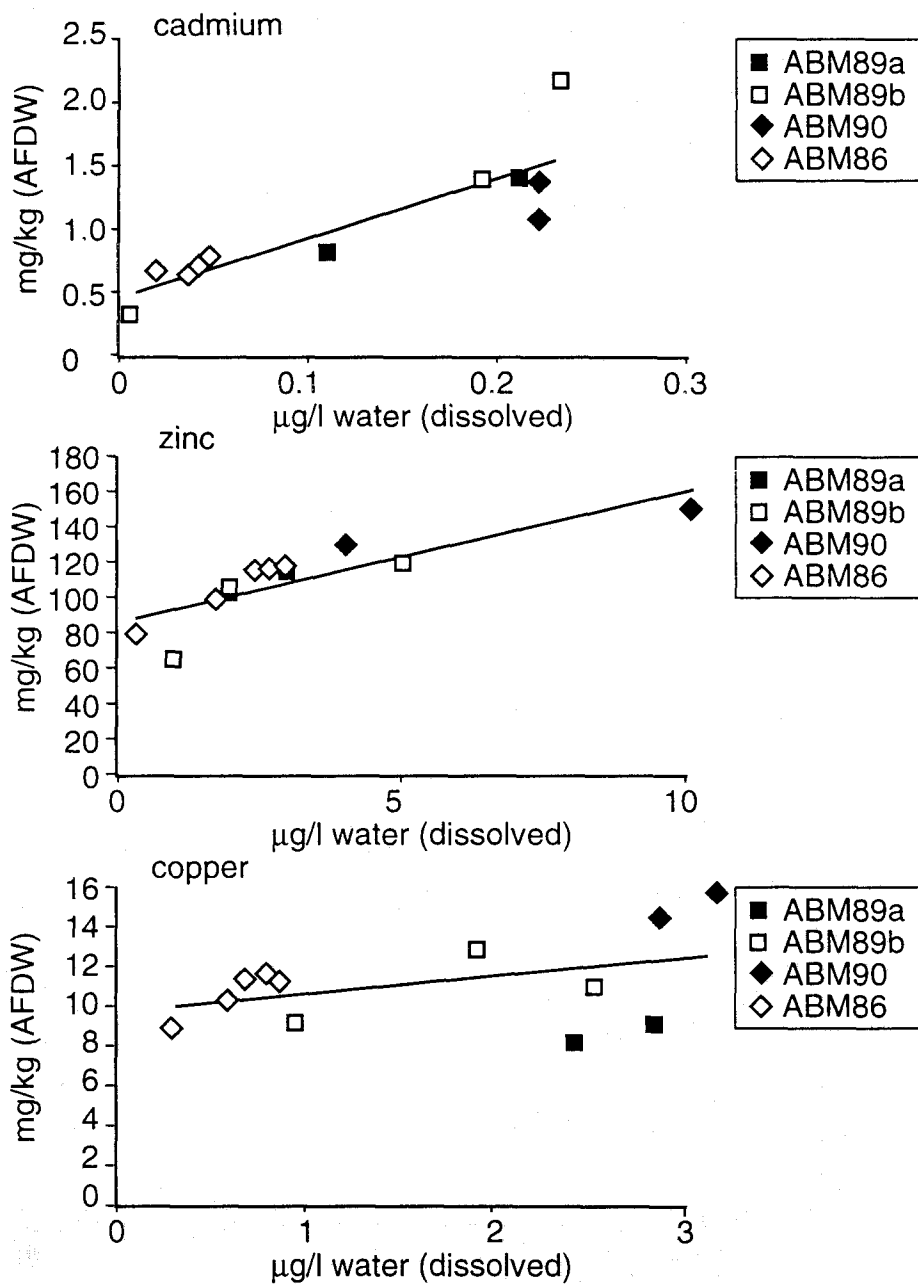 cadmium
mg/kg (AFDW)
2.5
2.0
1.5
1.0
0.5
0
0 0.1 0.2 0.3
µg/l water (dissolved)
ABM89a
ABM89b
ABM90
ABM86
zinc
mg/kg (AFDW)
180
160
140
120
100
80
60
40
20
0
0 5 10
µg/l water (dissolved)
ABM89a
ABM89b
ABM90
ABM86
copper
mg/kg (AFDW)
16
14
12
10
8
6
4
2
0
0 1 2 3
µg/l water (dissolved)
ABM89a
ABM89b
ABM90
ABM86